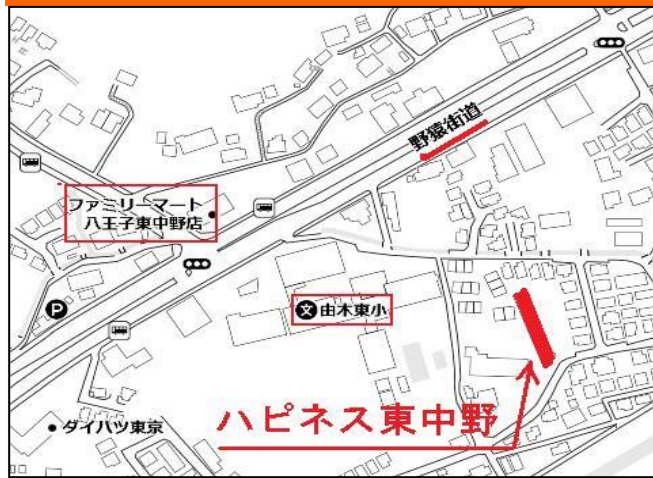 野猿街道
ファミリーマート
八王子東中野店
P
文 由木東小
ハピネス東中野
ダイハツ東京